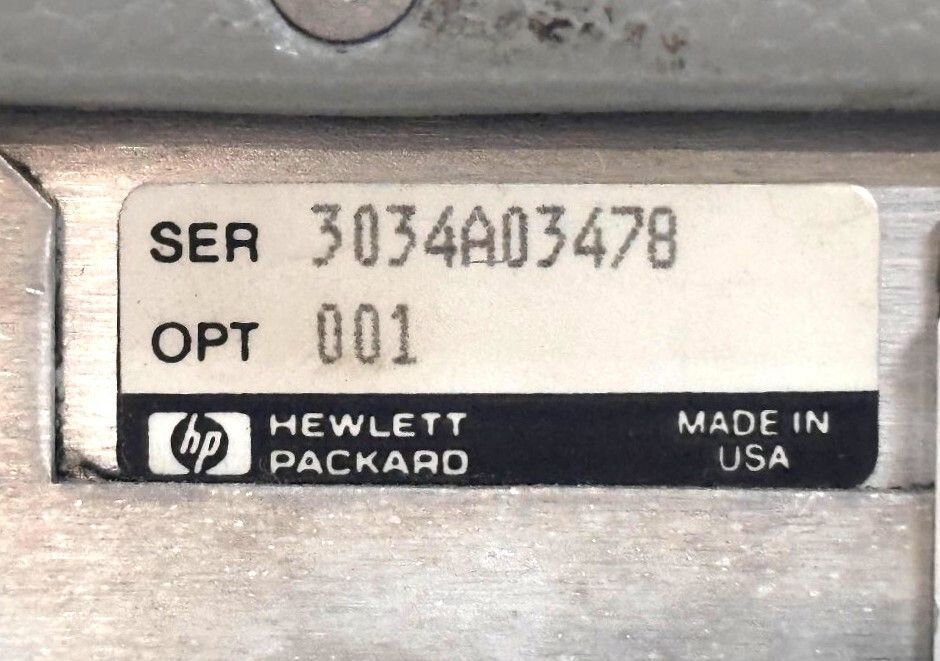 SER 3034A03478
OPT 001
hp HEWLETT PACKARD
MADE IN USA